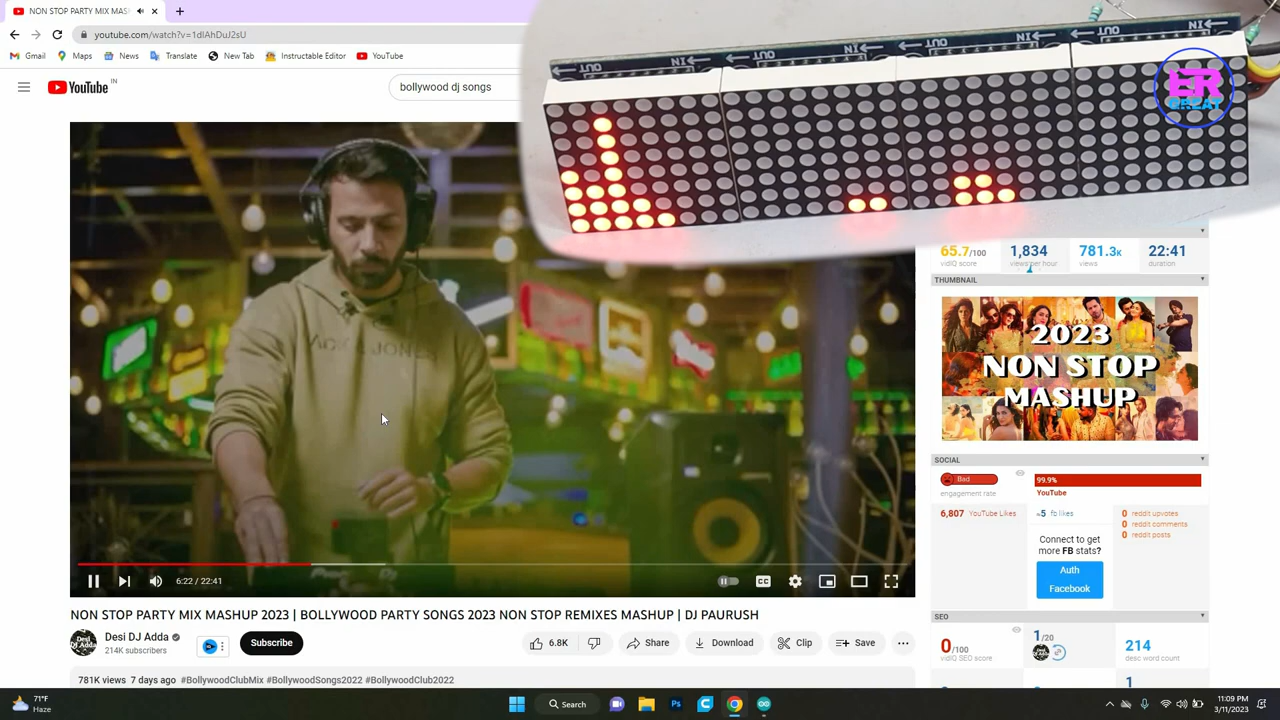 NON STOP PARTY MIX MAS
youtube.com/watch?v=1dIAhDuJ2sU
Gmail
Maps
News
Translate
New Tab
Instructable Editor
YouTube
YouTube IN
bollywood dj songs
OUT
IN
OUT
IN
OUT
IN
OUT
IN
GREAT
65.7/100
vidIQ score
1,834
views per hour
781.3K
views
22:41
duration
THUMBNAIL
2023
NON STOP
MASHUP
SOCIAL
Bad
engagement rate
99.9%
YouTube
6,807 YouTube Likes
5 fb likes
0 reddit upvotes
0 reddit comments
0 reddit posts
Connect to get
more FB stats?
Auth
Facebook
SEO
0/100
vidIQ SEO score
1/20
214
desc word count
1
JACK & JONES
6:22 / 22:41
CC
NON STOP PARTY MIX MASHUP 2023 | BOLLYWOOD PARTY SONGS 2023 NON STOP REMIXES MASHUP | DJ PAURUSH
Desi DJ Adda
214K subscribers
Subscribe
6.8K
Share
Download
Clip
Save
781K views 7 days ago #BollywoodClubMix #BollywoodSongs2022 #BollywoodClub2022
71°F
Haze
Search
11:09 PM
3/11/2023